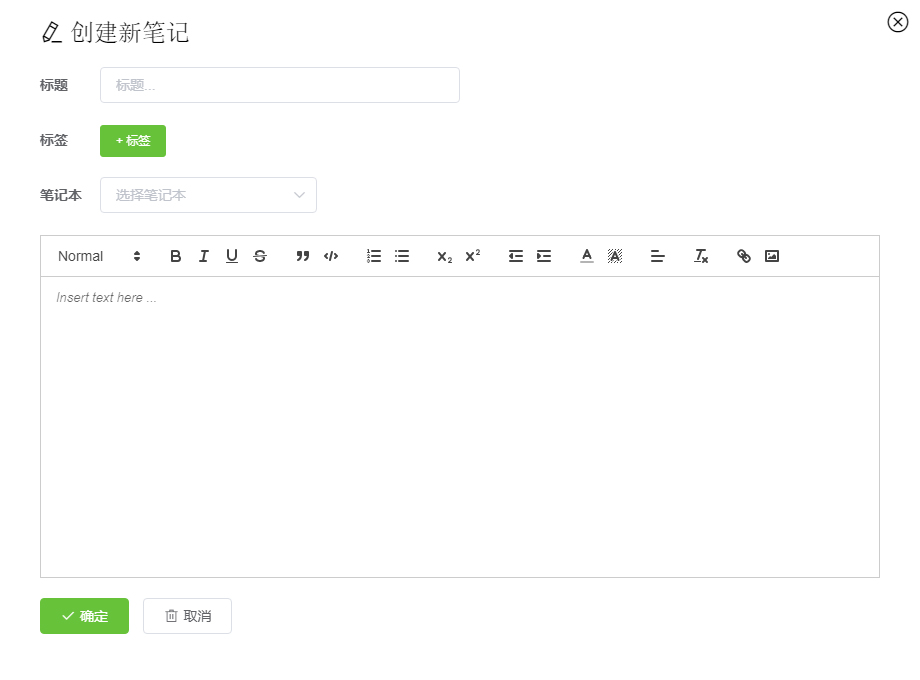 创建新笔记
标题 标题...
标签 + 标签
笔记本 选择笔记本
Normal
Insert text here ...
确定 取消